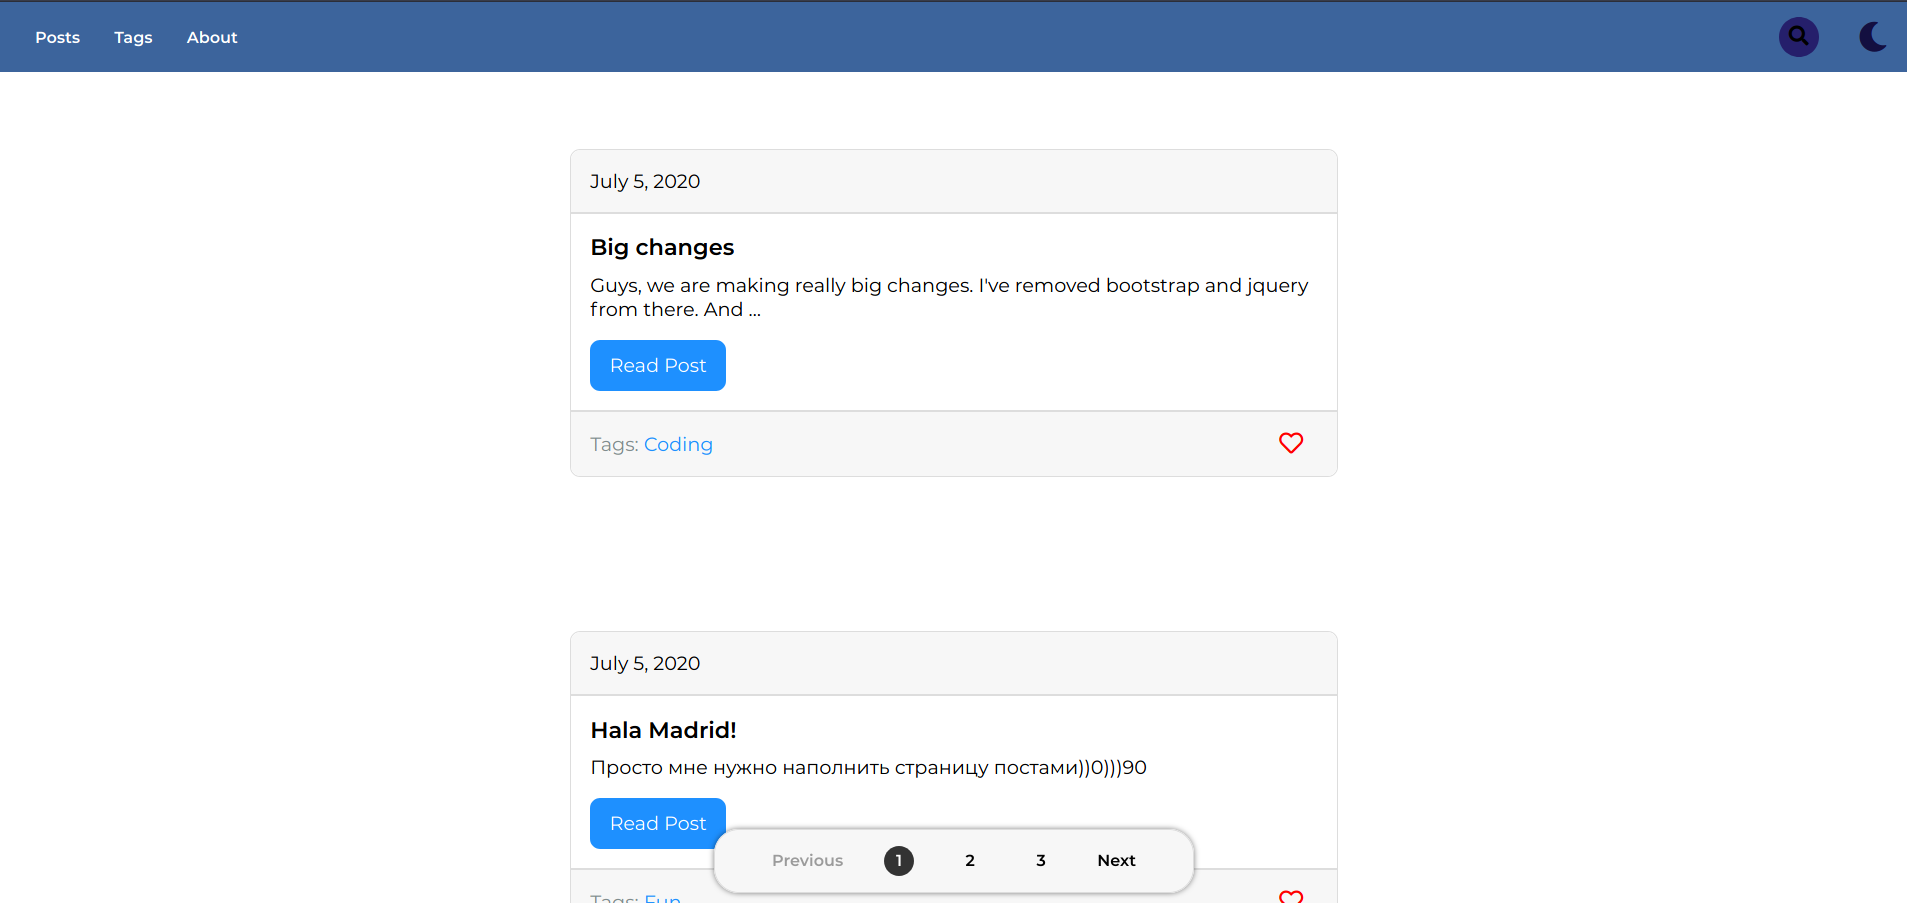 Posts Tags About
July 5, 2020
Big changes
Guys, we are making really big changes. I've removed bootstrap and jquery
from there. And ...
Read Post
Tags: Coding
July 5, 2020
Hala Madrid!
Просто мне нужно наполнить страницу постами))0)))90
Read Post
Previous 1 2 3 Next
Tags: Fun